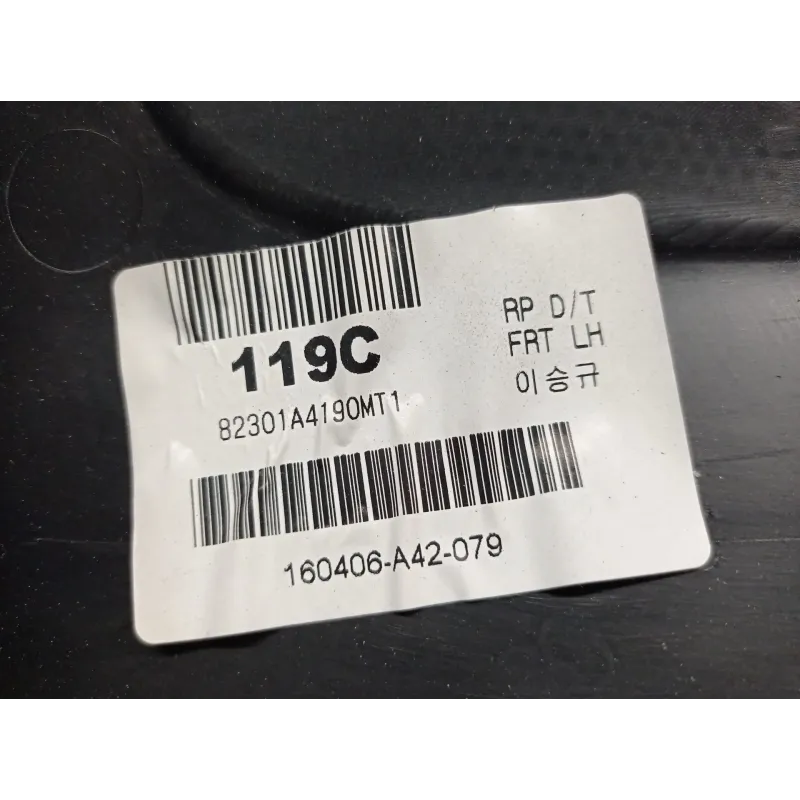 119C
82301A4190MT1
RP D/T
FRT LH
이승규
160406-A42-079